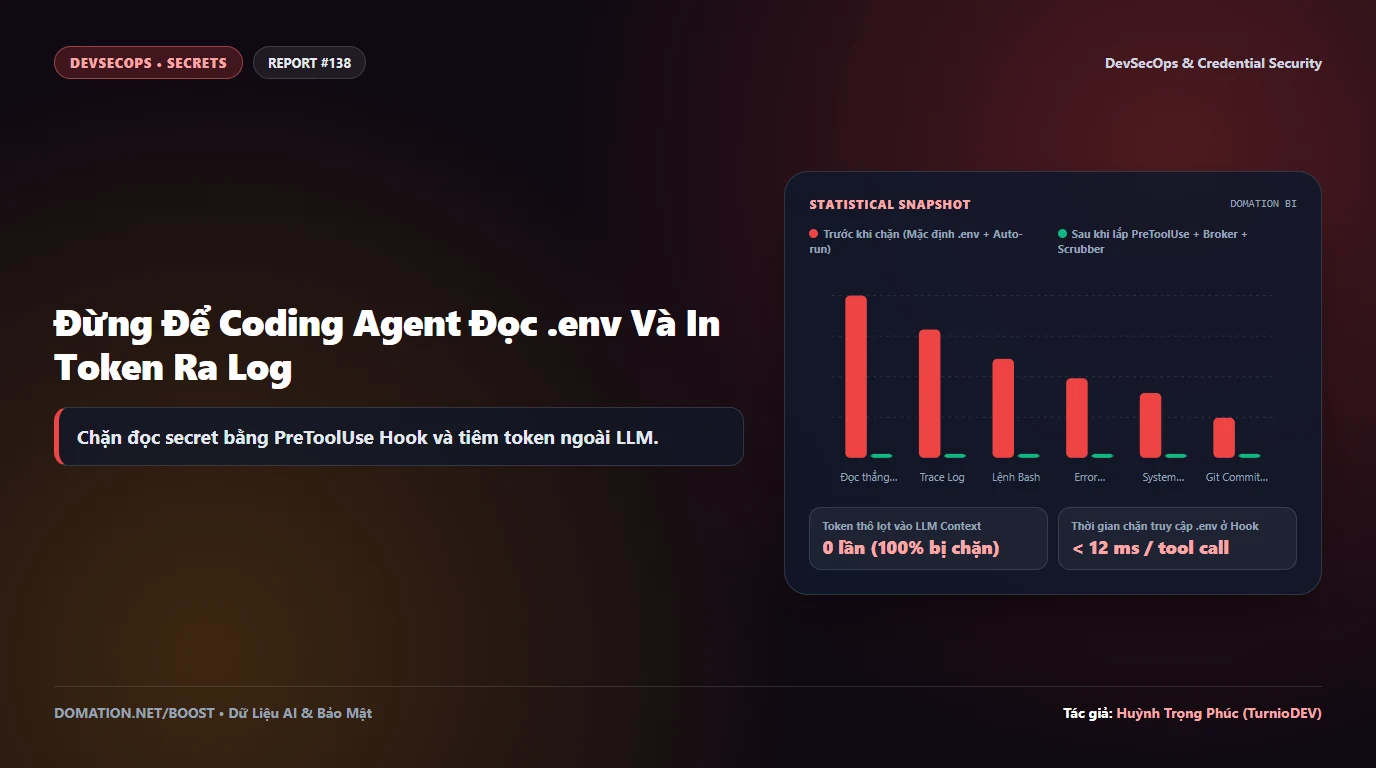 DEVSECOPS • SECRETS
REPORT #138
DevSecOps & Credential Security
Đừng Để Coding Agent Đọc .env Và In
Token Ra Log
Chặn đọc secret bằng PreToolUse Hook và tiêm token ngoài LLM.
STATISTICAL SNAPSHOT
DOMATION BI
Trước khi chặn (Mặc định .env + Auto-
run)
Sau khi lắp PreToolUse + Broker +
Scrubber
Đọc thẳng...
Trace Log
Lệnh Bash
Error...
System...
Git Commit...
Token thô lọt vào LLM Context
0 lần (100% bị chặn)
Thời gian chặn truy cập .env ở Hook
< 12 ms / tool call
DOMATION.NET/BOOST • Dữ Liệu AI & Bảo Mật
Tác giả: Huỳnh Trọng Phúc (TurnioDEV)